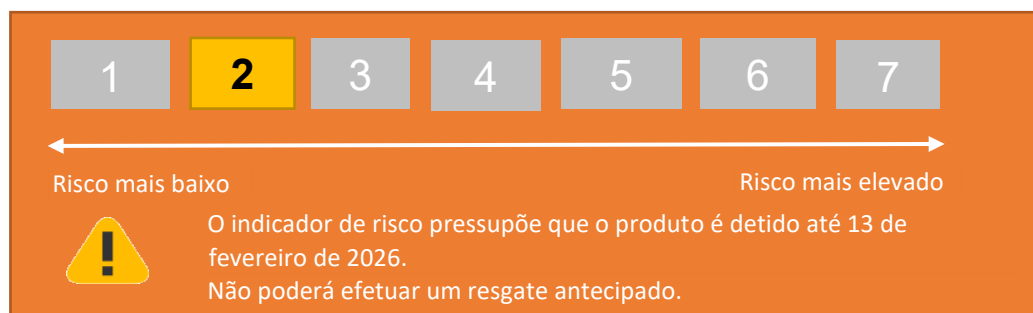 1 2 3 4 5 6 7
Risco mais baixo Risco mais elevado
O indicador de risco pressupõe que o produto é detido até 13 de
fevereiro de 2026.
Não poderá efetuar um resgate antecipado.